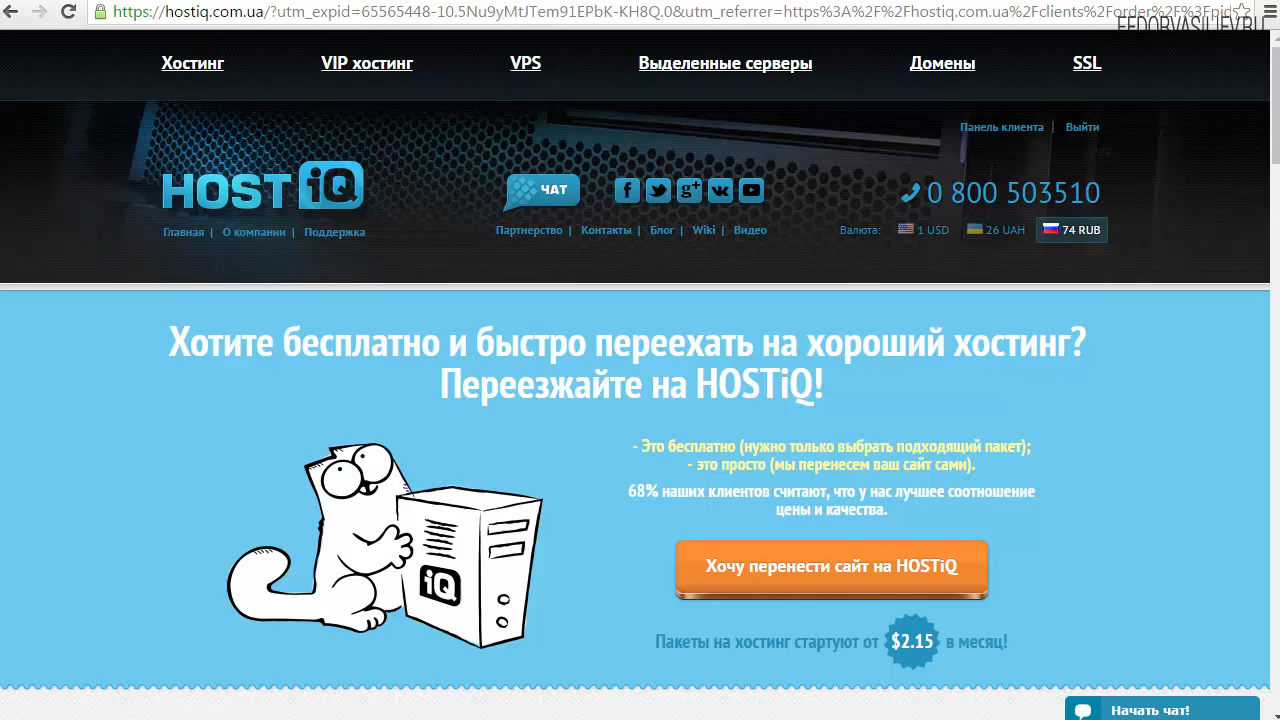 https://hostiq.com.ua/?utm_expid=65565448-10.5Nu9yMtJTem91EPbK-KH8Q.0&utm_referrer=https%3A%2F%2Fhostiq.com.ua%2Fclients%2Forder%2F%3Fpid
FEDORVASILIEV.RU
Хостинг VIP хостинг VPS Выделенные серверы Домены SSL
Панель клиента | Выйти
HOST iQ ЧАТ f g+ 0 800 503510
Главная | О компании | Поддержка Партнерство | Контакты | Блог | Wiki | Видео Валюта: 1 USD 26 UAH 74 RUB
Хотите бесплатно и быстро переехать на хороший хостинг?
Переезжайте на HOSTiQ!
- Это бесплатно (нужно только выбрать подходящий пакет);
- это просто (мы перенесем ваш сайт сами).
68% наших клиентов считают, что у нас лучшее соотношение
цены и качества.
Хочу перенести сайт на HOSTiQ
iQ
Пакеты на хостинг стартуют от $2.15 в месяц!
Начать чат!